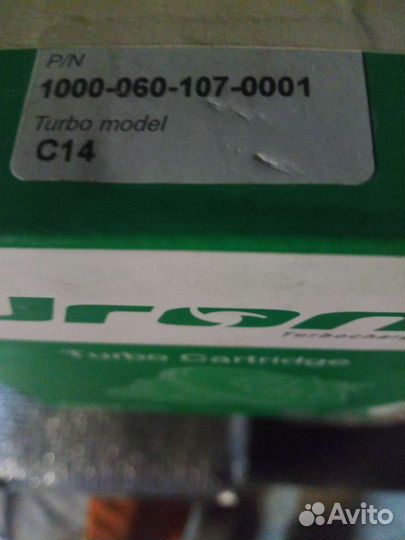 P/N
1000-060-107-0001
Turbo model
C14
Turbo Cartridge
Avito